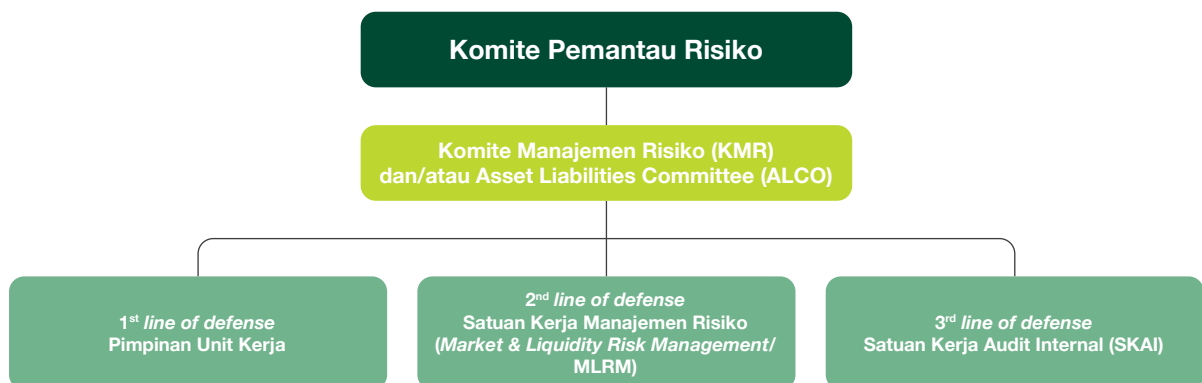 Komite Pemantau Risiko
Komite Manajemen Risiko (KMR)
dan/atau Asset Liabilities Committee (ALCO)
1st line of defense
Pimpinan Unit Kerja
2nd line of defense
Satuan Kerja Manajemen Risiko
(Market & Liquidity Risk Management/
MLRM)
3rd line of defense
Satuan Kerja Audit Internal (SKAI)